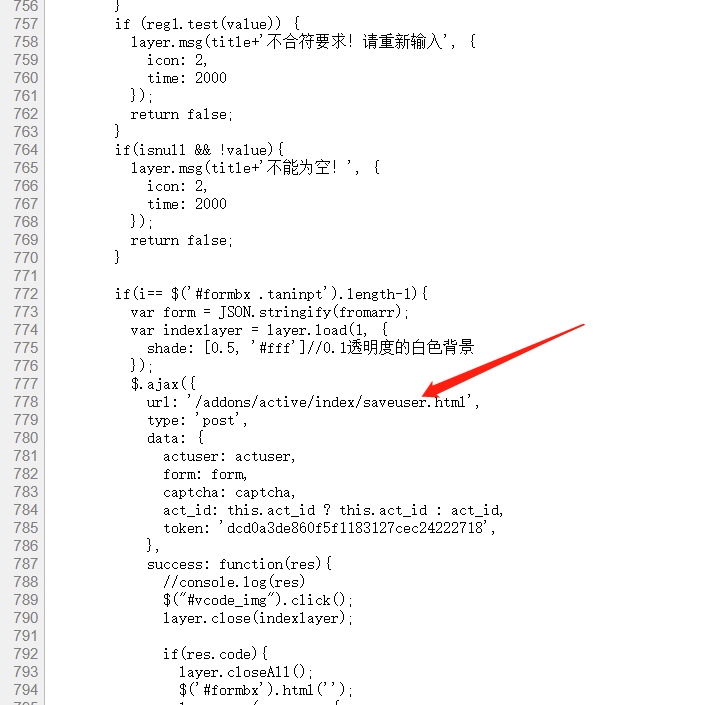 756 }
757 if (reg1.test(value)) {
758 layer.msg(title+'不合符要求！请重新输入', {
759 icon: 2,
760 time: 2000
761 });
762 return false;
763 }
764 if(isnull && !value){
765 layer.msg(title+'不能为空！', {
766 icon: 2,
767 time: 2000
768 });
769 return false;
770 }
771
772 if(i== $('#formbx .taninpt').length-1){
773 var form = JSON.stringify(fromarr);
774 var indexlayer = layer.load(1, {
775 shade: [0.5, '#fff']//0.1透明度的白色背景
776 });
777 $.ajax({
778 url: '/addons/active/index/saveuser.html',
779 type: 'post',
780 data: {
781 actuser: actuser,
782 form: form,
783 captcha: captcha,
784 act_id: this.act_id ? this.act_id : act_id,
785 token: 'dcd0a3de860f5f1183127cec24222718',
786 },
787 success: function(res){
788 //console.log(res)
789 $("#vcode_img").click();
790 layer.close(indexlayer);
791
792 if(res.code){
793 layer.closeAll();
794 $('#formbx').html('');